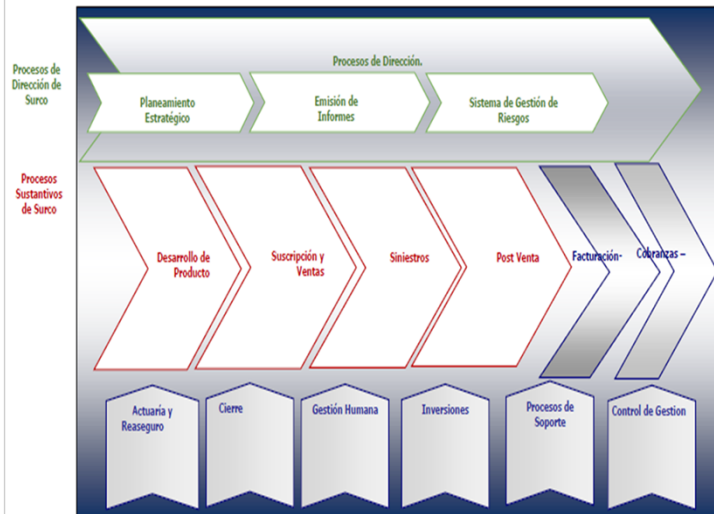 Procesos de
Dirección de
Surco
Procesos de Dirección.
Planeamiento
Estratégico
Emisión de
Informes
Sistema de Gestión de
Riesgos
Procesos
Sustantivos
de Surco
Desarrollo de
Producto
Suscripción y
Ventas
Siniestros
Post Venta
Facturación-
Cobranzas –
Actuaría y
Reaseguro
Cierre
Gestión Humana
Inversiones
Procesos de
Soporte
Control de Gestion